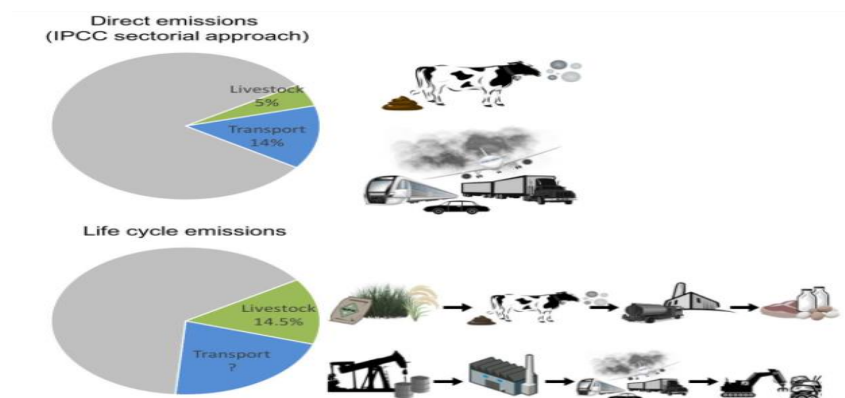 Direct emissions
(IPCC sectorial approach)
Livestock
5%
Transport
14%
Life cycle emissions
Livestock
14.5%
Transport
?